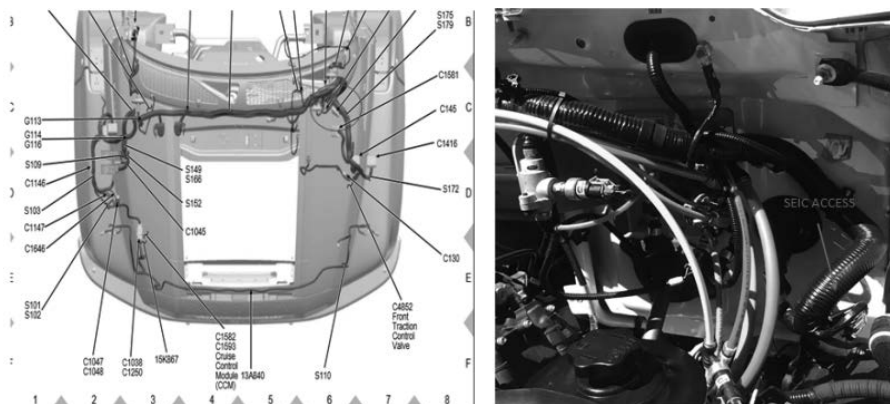 B
S175
S179
B
C1581
C
G113
G114
G116
C145
C
C1416
S109
S149
S166
C1146
D
S103
S152
S172
D
SEIC ACCESS
C1147
C1646
C1045
C130
E
E
S101
S102
C4852
Front
Traction
Control
Valve
C1582
C1593
Cruise
Control
Module
(CCM)
C1047
C1048
C1038
C1250
15K867
13A840
S110
F
F
1
2
3
4
5
6
7
8